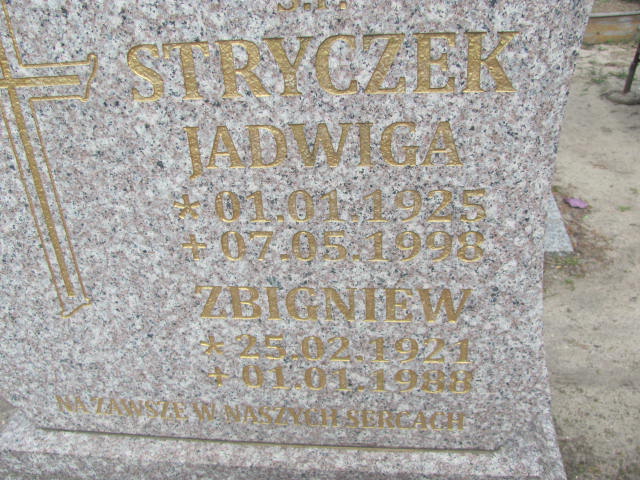 Ś.P.
STRYCZEK
JADWIGA
* 01.01.1925
+ 07.05.1998
ZBIGNIEW
* 25.02.1921
+ 01.01.1988
NA ZAWSZE W NASZYCH SERCACH